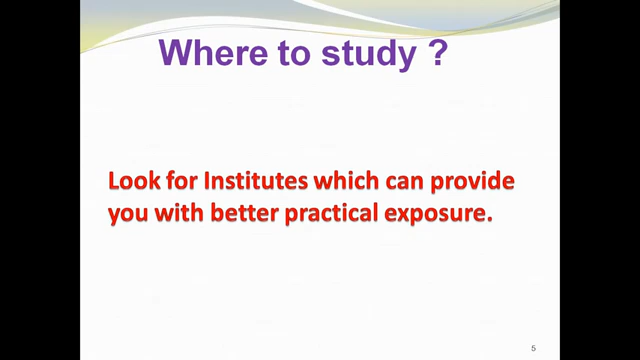 Where to study ?
Look for Institutes which can provide
you with better practical exposure.
5